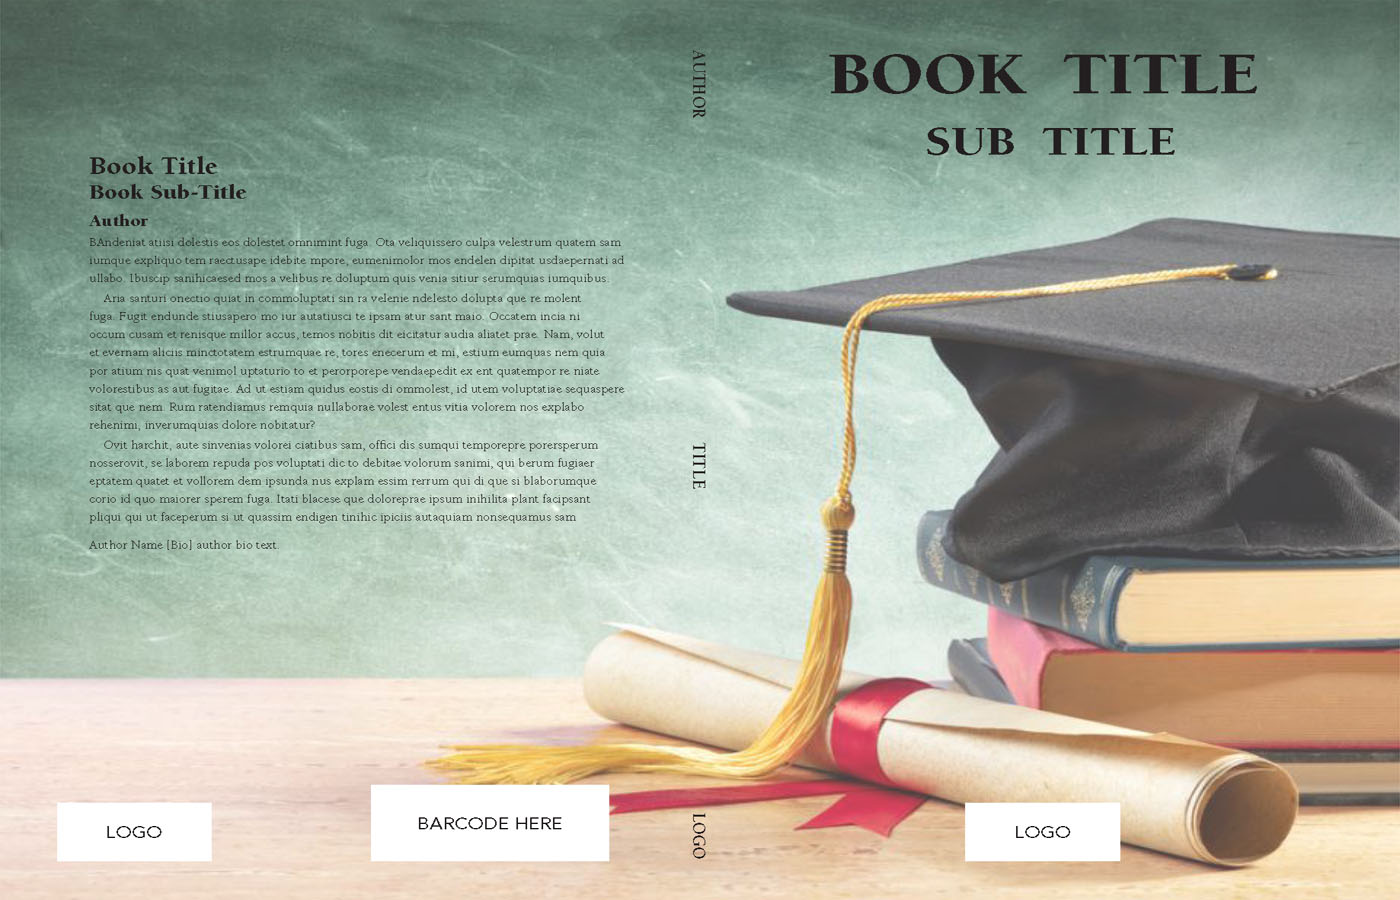 Book Title
Book Sub-Title
Author
BAndeniat atiisi dolestis eos dolestet omnimint fuga. Ota veliquissero culpa velestrum quatem sam
iumque expliquo tem raectusape idebite mpore, eumenimolor mos endelen dipitat usdaepernati ad
ullabo. Ibuscip sanihicaesed mos a velibus re doluptum quis venia sitiur serumquias iumquibus.
Aria santuri onectio quiat in commoluptati sin ra velenie ndelesto dolupta que re molent
fuga. Fugit endunde stiusapero mo iur autatiusci te ipsam atur sant maio. Occatem incia ni
occum cusam et renisque millor accus, temos nobitis dit eicitatur audia aliatet prae. Nam, volut
et evernam aliciis minctotatem estrumquae re, tores enecerum et mi, estium eumquas nem quia
por atium nis quat venimol uptaturio to et perorporepe vendaepedit ex ent quatempor re niate
volorestibus as aut fugitae. Ad ut estiam quidus eostis di ommolest, id utem voluptatiae sequaspere
sitat que nem. Rum ratendiamus remquia nullaborae volest entus vitia volorem nos explabo
rehenimi, inverumquias dolore nobitatur?
Ovit harchit, aute sinvenias volorei ciatibus sam, offici dis sumqui temporepre porersperum
nosserovit, se laborem repuda pos voluptati dic to debitae volorum sanimi, qui berum fugiaer
eptatem quatet et vollorem dem ipsunda nus explam essim rerrum qui di que si blaborumque
corio id quo maiorer sperem fuga. Itati blacese que doloreprae ipsum inihilita plant facipsant
pliqui qui ut faceperum si ut quassim endigen tinihic ipiciis autaquiam nonsequamus sam
Author Name [Bio] author bio text.
LOGO
BARCODE HERE
AUTHOR
TITLE
LOGO
BOOK TITLE
SUB TITLE
LOGO